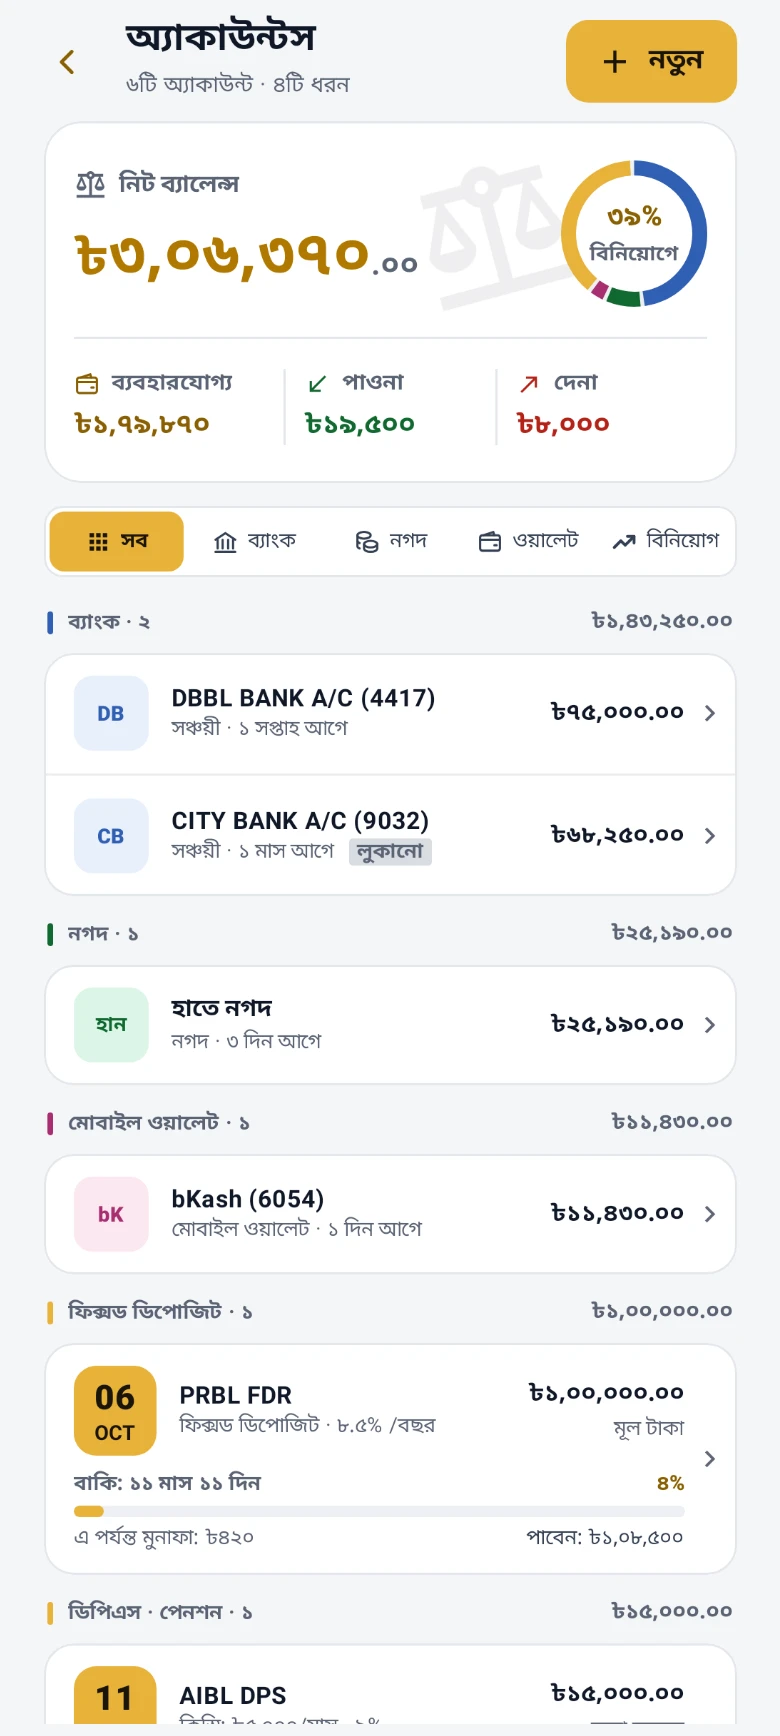 অ্যাকাউন্টস
৬টি অ্যাকাউন্ট · ৪টি ধরন
নতুন
নিট ব্যালেন্স
৳৩,০৬,৩৭০.০০
৩৯%
বিনিয়োগে
ব্যবহারযোগ্য
৳১,৭৯,৮৭০
পাওনা
৳১৯,৫০০
দেনা
৳৮,০০০
সব ব্যাংক নগদ ওয়ালেট বিনিয়োগ
ব্যাংক · ২ ৳১,৪৩,২৫০.০০
DB
DBBL BANK A/C (4417)
সঞ্চয়ী · ১ সপ্তাহ আগে
৳৭৫,০০০.০০
CB
CITY BANK A/C (9032)
সঞ্চয়ী · ১ মাস আগে লুকানো
৳৬৮,২৫০.০০
নগদ · ১ ৳২৫,১৯০.০০
হান
হাতে নগদ
নগদ · ৩ দিন আগে
৳২৫,১৯০.০০
মোবাইল ওয়ালেট · ১ ৳১১,৪৩০.০০
bK
bKash (6054)
মোবাইল ওয়ালেট · ১ দিন আগে
৳১১,৪৩০.০০
ফিক্সড ডিপোজিট · ১ ৳১,০০,০০০.০০
06
OCT
PRBL FDR
ফিক্সড ডিপোজিট · ৮.৫% /বছর
৳১,০০,০০০.০০
মূল টাকা
বাকি: ১১ মাস ১১ দিন ৪%
এ পর্যন্ত মুনাফা: ৳৪২০ পাবেন: ৳১,০৮,৫০০
ডিপিএস · পেনশন · ১ ৳১৫,০০০.০০
11
AIBL DPS
৳১৫,০০০.০০